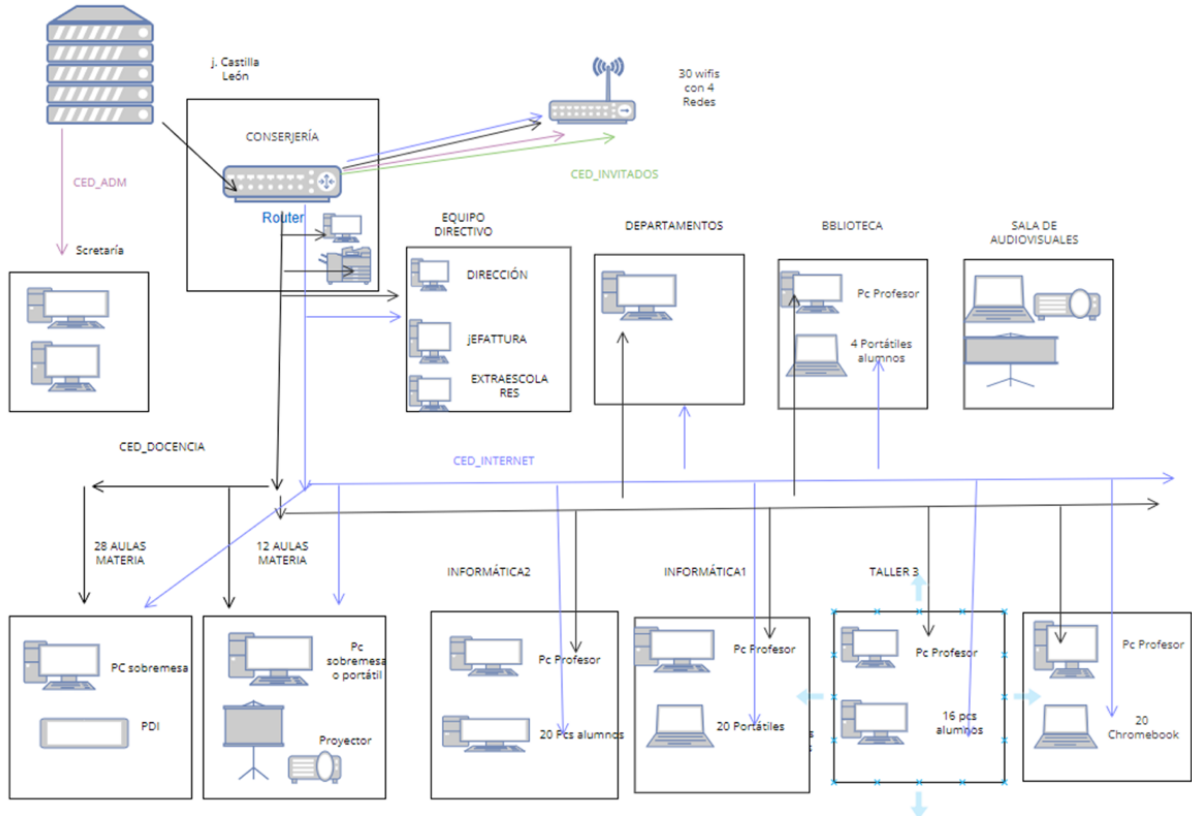 j. Castilla
León
30 wifis
con 4
Redes
CONSERJERÍA
CED_ADM
CED_INVITADOS
Router
Scretaría
EQUIPO
DIRECTIVO
DEPARTAMENTOS
BBLIOTECA
SALA DE
AUDIOVISUALES
DIRECCIÓN
JEFATTURA
EXTRAESCOLA
RES
Pc Profesor
4 Portátiles
alumnos
CED_DOCENCIA
CED_INTERNET
28 AULAS
MATERIA
12 AULAS
MATERIA
INFORMÁTICA2
INFORMÁTICA1
TALLER 3
PC sobremesa
PDI
Pc
sobremesa
o portátil
Proyector
Pc Profesor
20 Pcs alumnos
Pc Profesor
20 Portátiles
Pc Profesor
16 pcs
alumnos
Pc Profesor
20
Chromebook